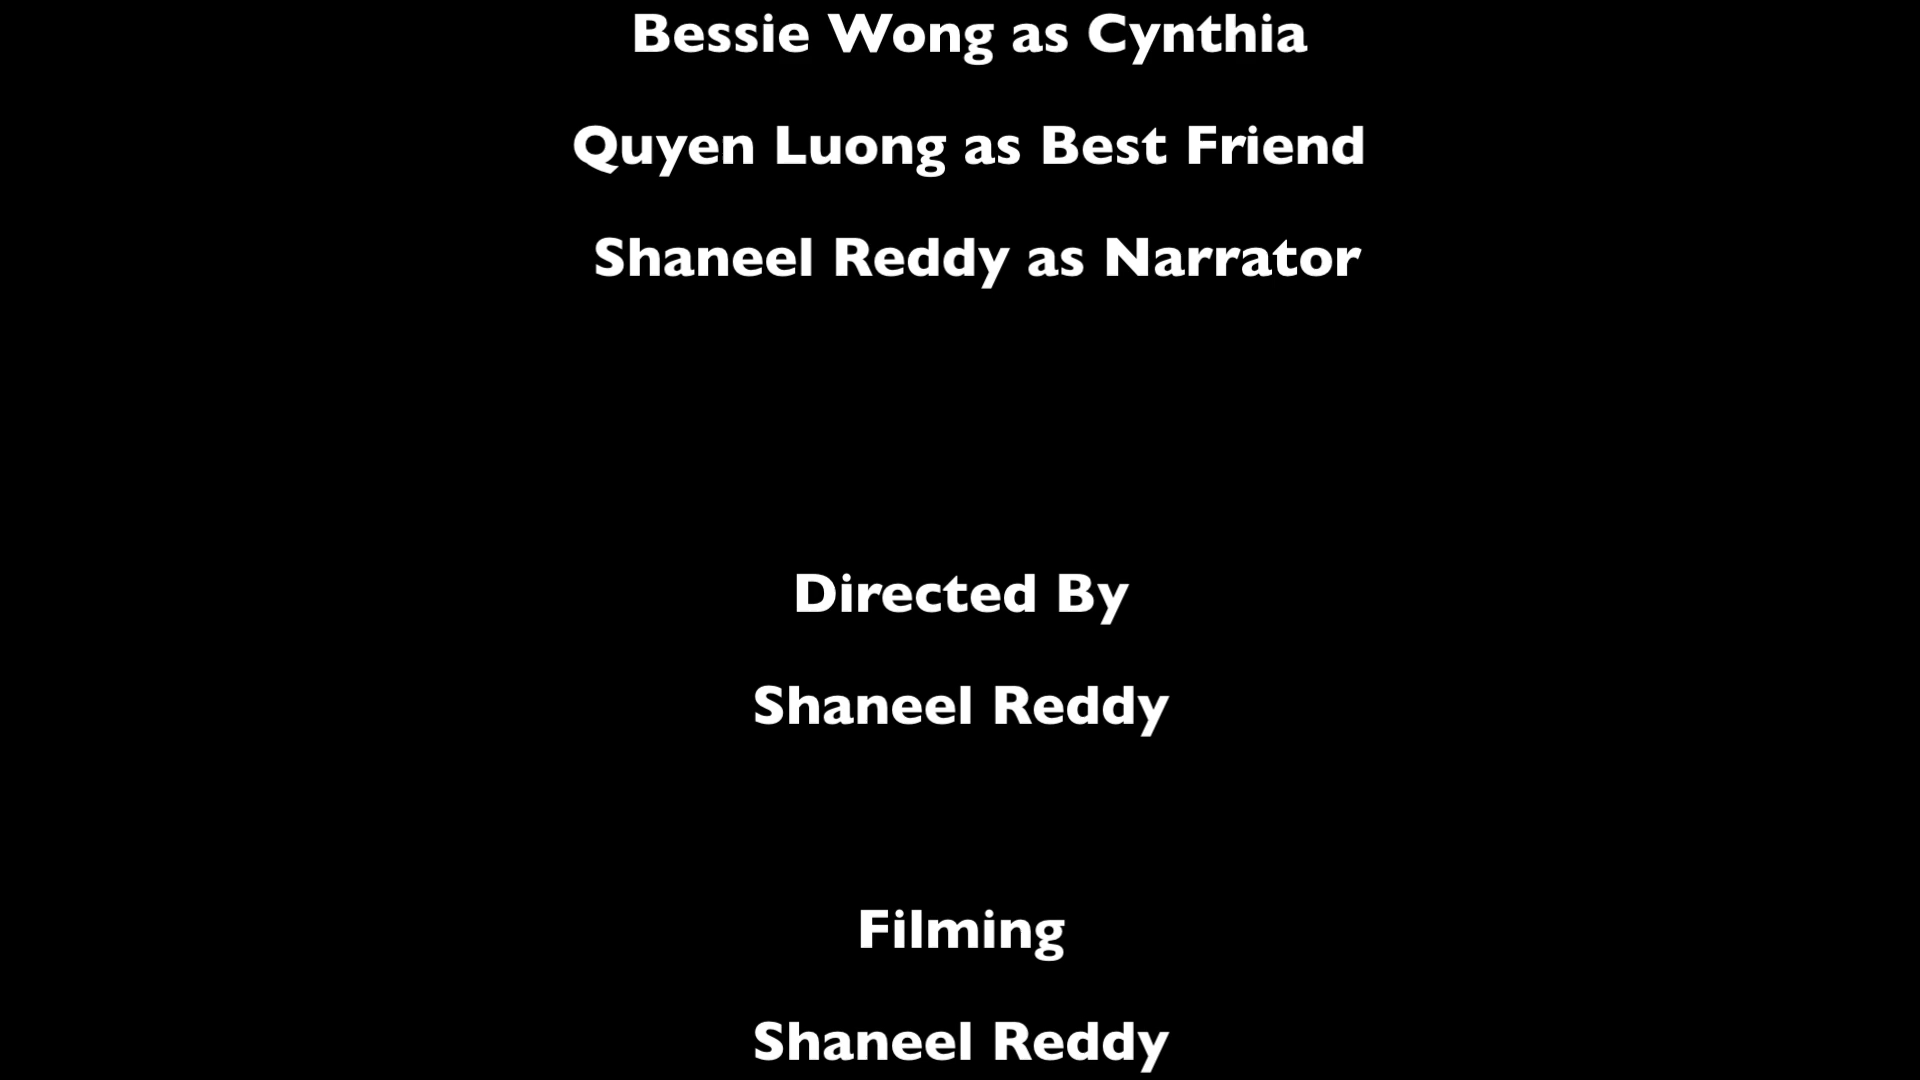 Bessie Wong as Cynthia
Quyen Luong as Best Friend
Shaneel Reddy as Narrator
Directed By
Shaneel Reddy
Filming
Shaneel Reddy